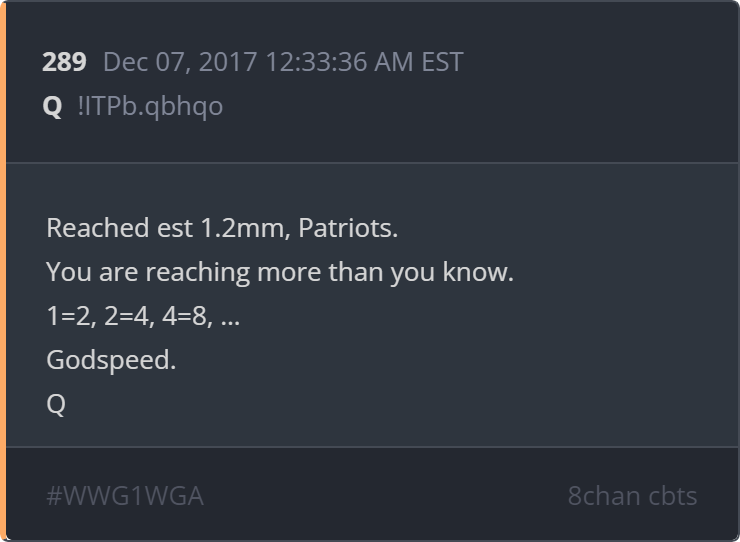 289 Dec 07, 2017 12:33:36 AM EST
Q !ITPb.qbhqo
Reached est 1.2mm, Patriots.
You are reaching more than you know.
1=2, 2=4, 4=8, ...
Godspeed.
Q
#WWG1WGA 8chan cbts